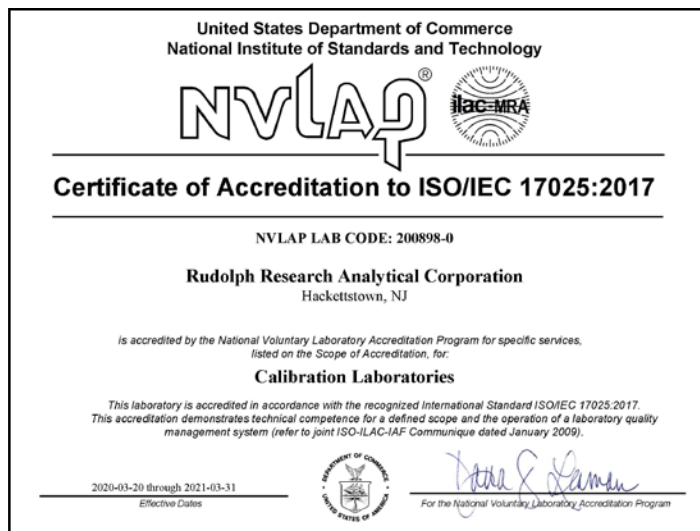 United States Department of Commerce
National Institute of Standards and Technology
NVLAP®
ilac-MRA
Certificate of Accreditation to ISO/IEC 17025:2017
NVLAP LAB CODE: 200898-0
Rudolph Research Analytical Corporation
Hackettstown, NJ
is accredited by the National Voluntary Laboratory Accreditation Program for specific services,
listed on the Scope of Accreditation, for:
Calibration Laboratories
This laboratory is accredited in accordance with the recognized International Standard ISO/IEC 17025:2017.
This accreditation demonstrates technical competence for a defined scope and the operation of a laboratory quality
management system (refer to joint ISO-ILAC-IAF Communique dated January 2009).
2020-03-20 through 2021-03-31
Effective Dates
DEPARTMENT OF COMMERCE
UNITED STATES OF AMERICA
For the National Voluntary Laboratory Accreditation Program